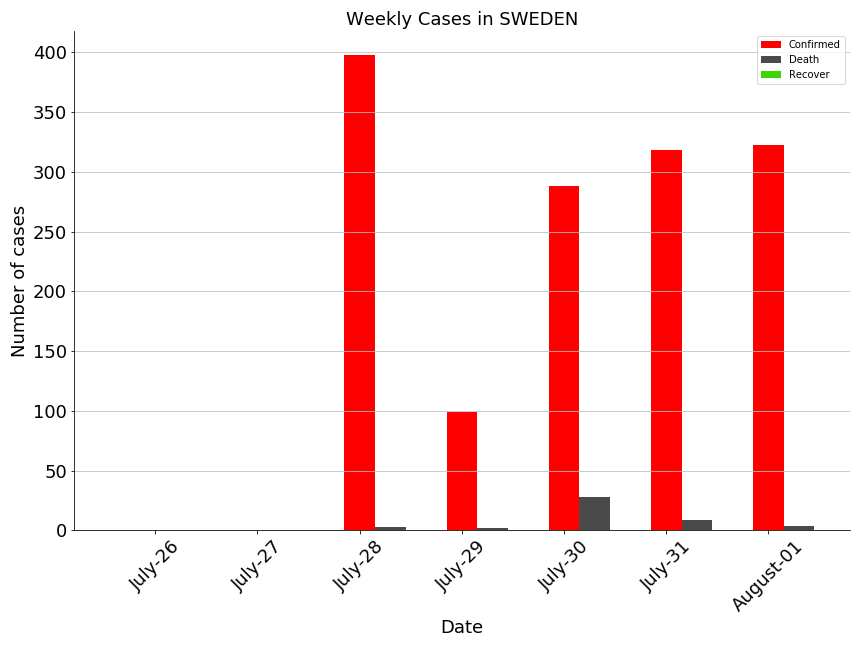 Weekly Cases in SWEDEN
Confirmed
Death
Recover
Number of cases
400
350
300
250
200
150
100
50
0
July-26
July-27
July-28
July-29
July-30
July-31
August-01
Date